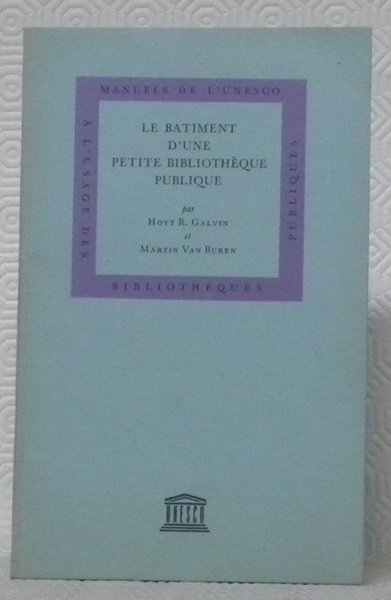 MANUELS DE L'UNESCO
À L'USAGE DES
BIBLIOTHÈQUES
PUBLIQUES
LE BATIMENT
D'UNE
PETITE BIBLIOTHÈQUE
PUBLIQUE
par
HOYT R. GALVIN
et
MARTIN VAN BUREN
UNESCO